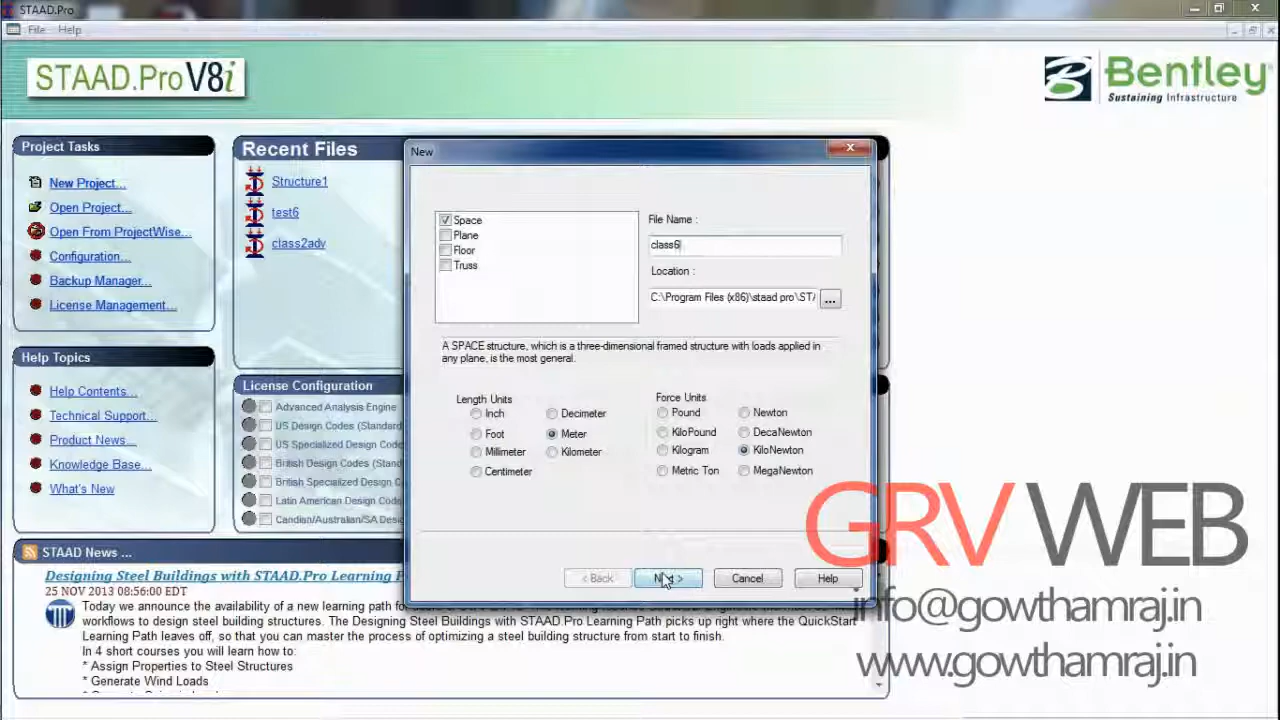 STAAD.Pro
File Help
STAAD.Pro V8i
Bentley
Sustaining Infrastructure
Project Tasks
New Project...
Open Project...
Open From ProjectWise...
Configuration...
Backup Manager...
License Management...
Recent Files
Structure1
test6
class2adv
Help Topics
Help Contents...
Technical Support...
Product News...
Knowledge Base...
What's New
License Configuration
Advanced Analysis Engine
US Design Codes (Standard
US Specialized Design Code
British Design Codes (Stand
British Specialized Design C
Latin American Design Cod
Candian/Australian/SA Desi
New
Space
Plane
Floor
Truss
File Name :
class6
Location :
C:\Program Files (x86)\staad pro\STA
...
A SPACE structure, which is a three-dimensional framed structure with loads applied in
any plane, is the most general.
Length Units
Inch
Decimeter
Foot
Meter
Millimeter
Kilometer
Centimeter
Force Units
Pound
Newton
KiloPound
DecaNewton
Kilogram
KiloNewton
Metric Ton
MegaNewton
< Back
Cancel
Help
STAAD News ...
Designing Steel Buildings with STAAD.Pro Learning
25 NOV 2013 08:56:00 EDT
Today we announce the availability of a new learning path for
workflows to design steel building structures. The Designing Steel Buildings with STAAD.Pro Learning Path picks up right where the QuickStart
Learning Path leaves off, so that you can master the process of optimizing a steel building structure from start to finish.
In 4 short courses you will learn how to:
* Assign Properties to Steel Structures
* Generate Wind Loads
GRV WEB
info@gowthamraj.in
www.gowthamraj.in